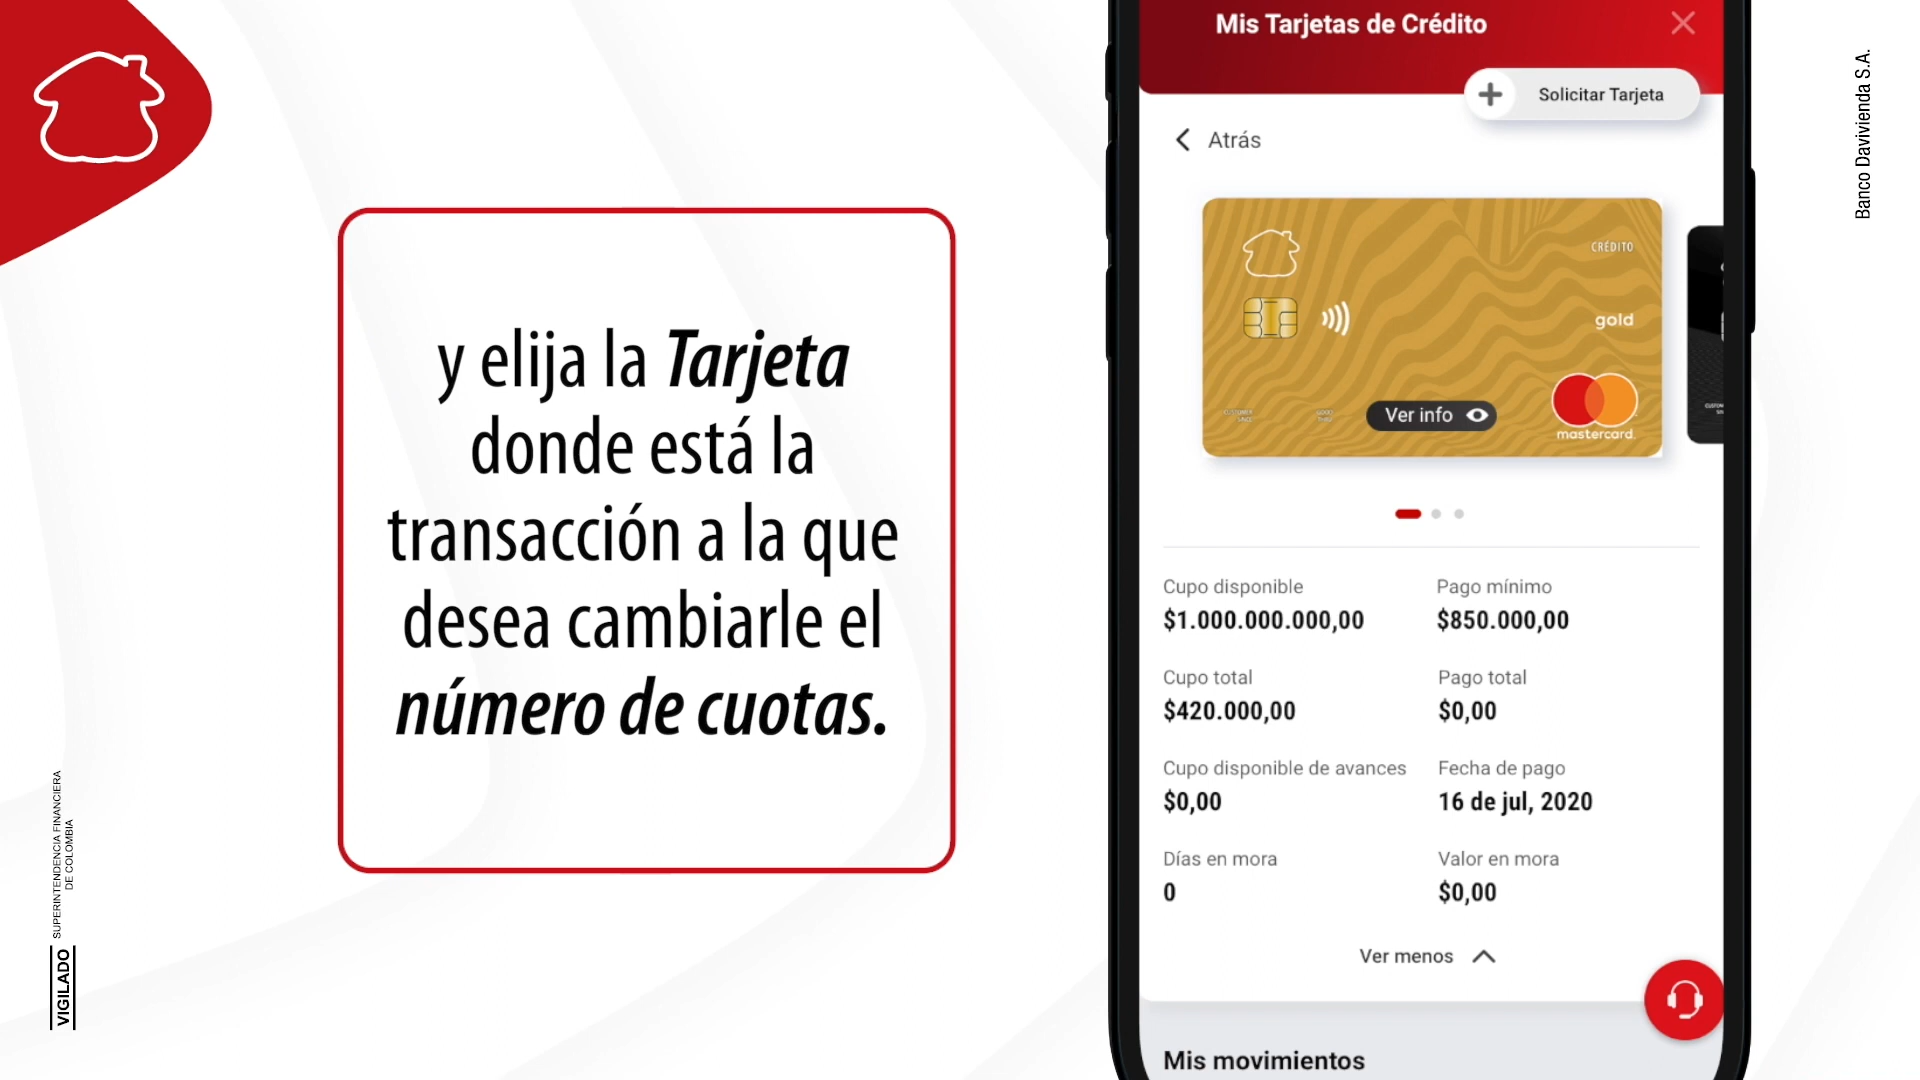 y elija la Tarjeta
donde está la
transacción a la que
desea cambiarle el
número de cuotas.
Mis Tarjetas de Crédito
Solicitar Tarjeta
Atrás
CRÉDITO
gold
Ver info
mastercard.
Cupo disponible
$1.000.000.000,00
Pago mínimo
$850.000,00
Cupo total
$420.000,00
Pago total
$0,00
Cupo disponible de avances
$0,00
Fecha de pago
16 de jul, 2020
Días en mora
0
Valor en mora
$0,00
Ver menos
Mis movimientos
Banco Davivienda S.A.
VIGILADO
SUPERINTENDENCIA FINANCIERA
DE COLOMBIA